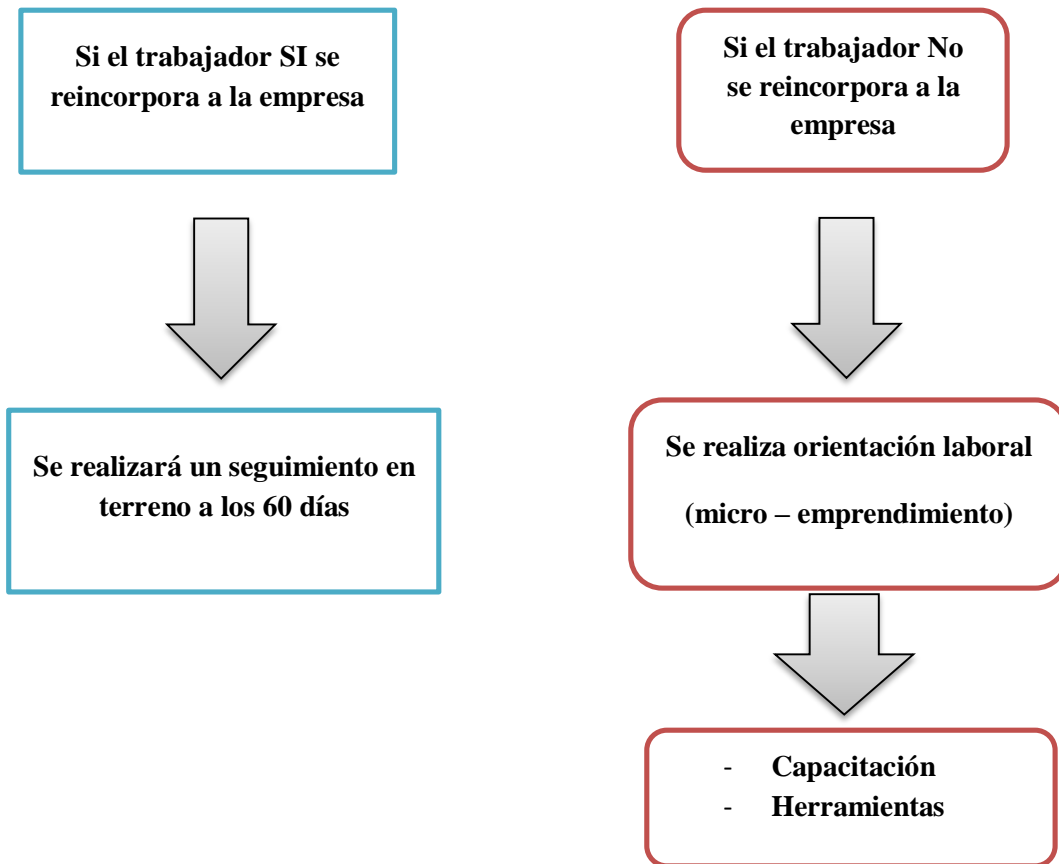 Si el trabajador SI se
reincorpora a la empresa
Si el trabajador No
se reincorpora a la
empresa
Se realizará un seguimiento en
terreno a los 60 días
Se realiza orientación laboral
(micro – emprendimiento)
- Capacitación
- Herramientas